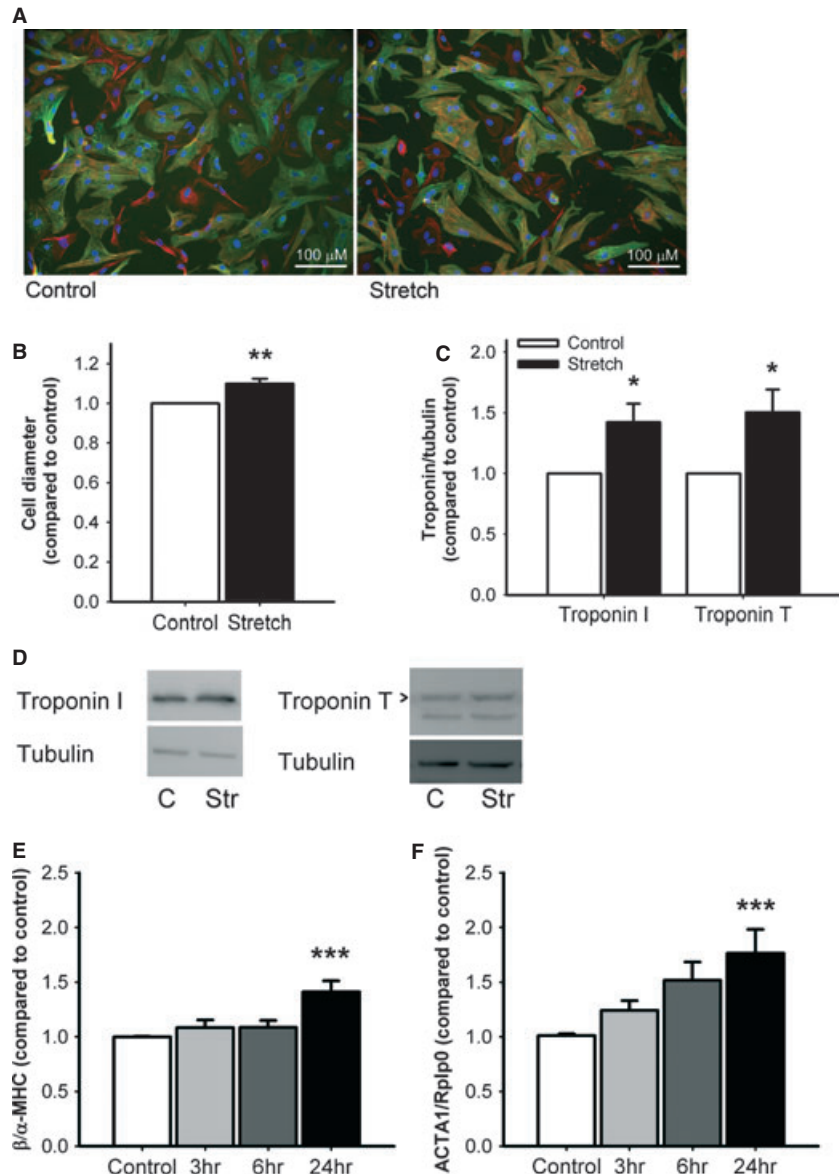 A
100 µM
100 µM
Control
Stretch
B
**
1.2
1.0
0.8
0.6
0.4
0.2
0.0
Cell diameter
(compared to control)
Control Stretch
C
Control
Stretch
*
*
2.0
1.5
1.0
0.5
0.0
Troponin/tubulin
(compared to control)
Troponin I
Troponin T
D
Troponin I
Troponin T >
Tubulin
Tubulin
C Str
C Str
E
2.5
2.0
1.5
1.0
0.5
0.0
***
β/α-MHC (compared to control)
Control 3hr 6hr 24hr
F
2.5
2.0
1.5
1.0
0.5
0.0
***
ACTA1/Rplp0 (compared to control)
Control 3hr 6hr 24hr